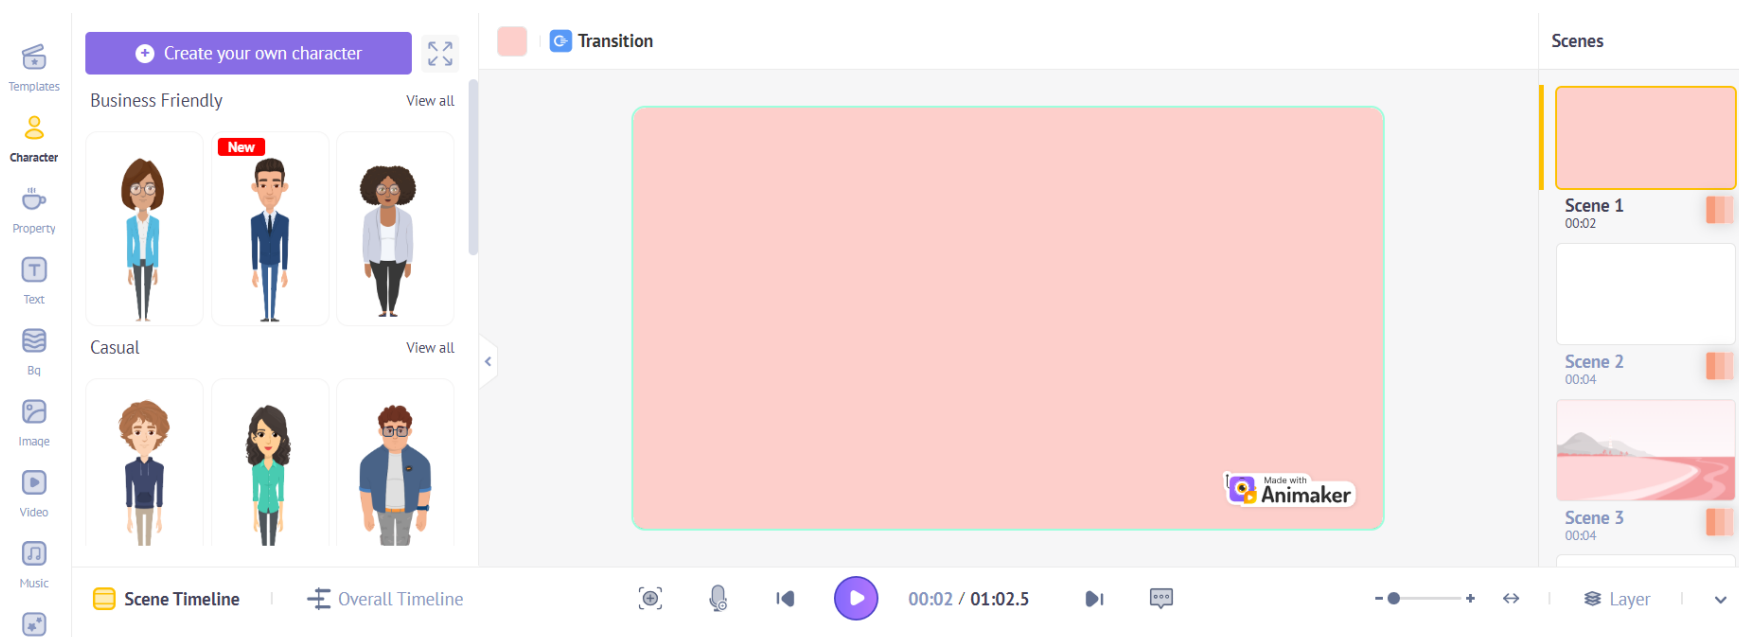 Templates
Character
Property
Text
Bg
Image
Video
Music
Create your own character
Business Friendly
View all
New
Casual
View all
Transition
Made with
Animaker
Scenes
Scene 1
00:02
Scene 2
00:04
Scene 3
00:04
Scene Timeline
Overall Timeline
00:02 / 01:02.5
Layer